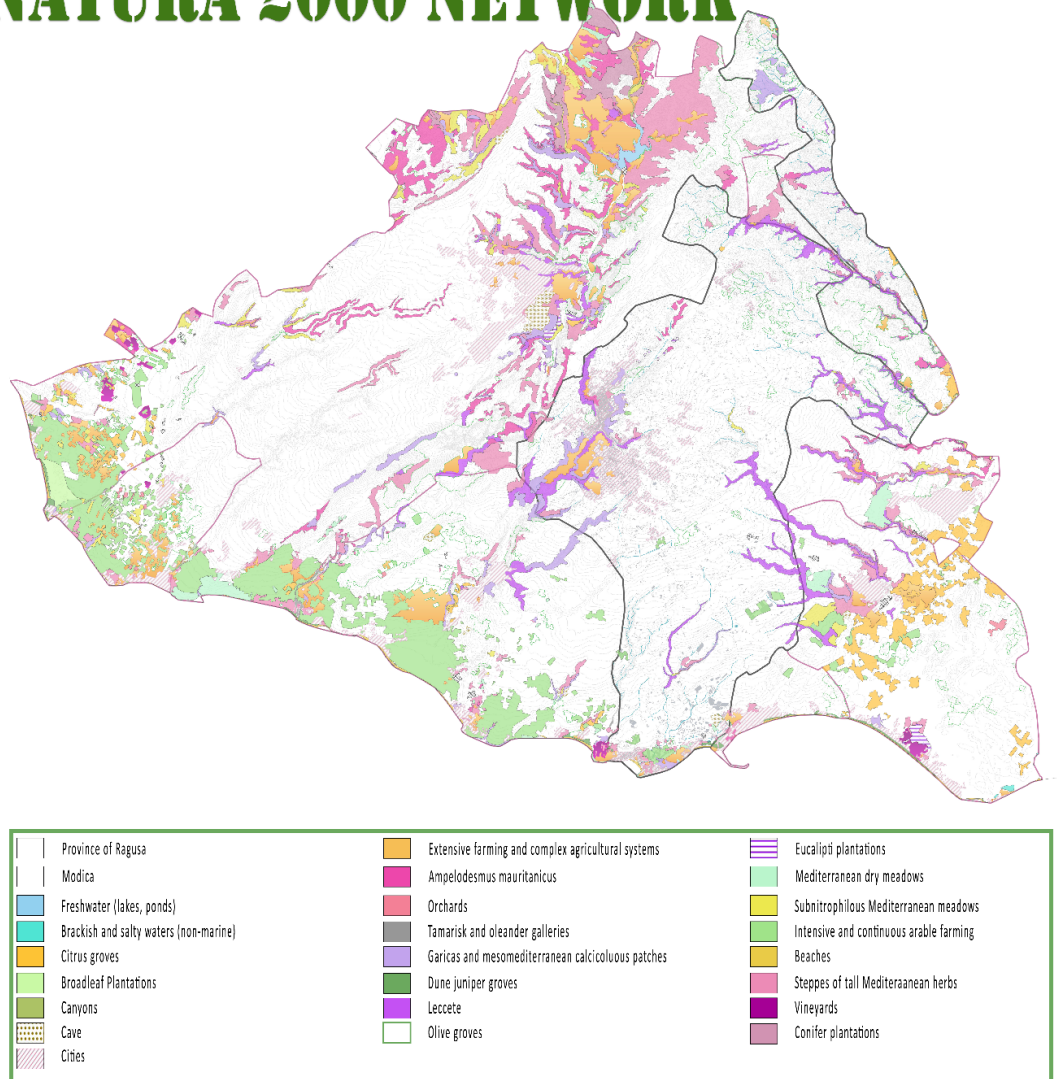 NATURA 2000 NETWORK
Province of Ragusa
Modica
Freshwater (lakes, ponds)
Brackish and salty waters (non-marine)
Citrus groves
Broadleaf Plantations
Canyons
Cave
Cities
Extensive farming and complex agricultural systems
Ampelodesmus mauritanicus
Orchards
Tamarisk and oleander galleries
Garicas and mesomediterranean calcicoluous patches
Dune juniper groves
Leccete
Olive groves
Eucalipti plantations
Mediterranean dry meadows
Subnitrophilous Mediterranean meadows
Intensive and continuous arable farming
Beaches
Steppes of tall Mediteraanean herbs
Vineyards
Conifer plantations